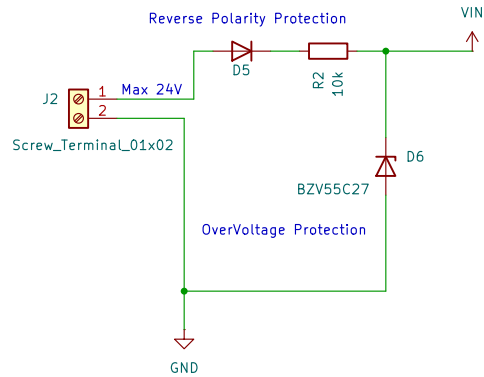 VIN
Reverse Polarity Protection
D5
R2
10k
J2
1
Max 24V
2
Screw_Terminal_01x02
D6
BZV55C27
OverVoltage Protection
GND